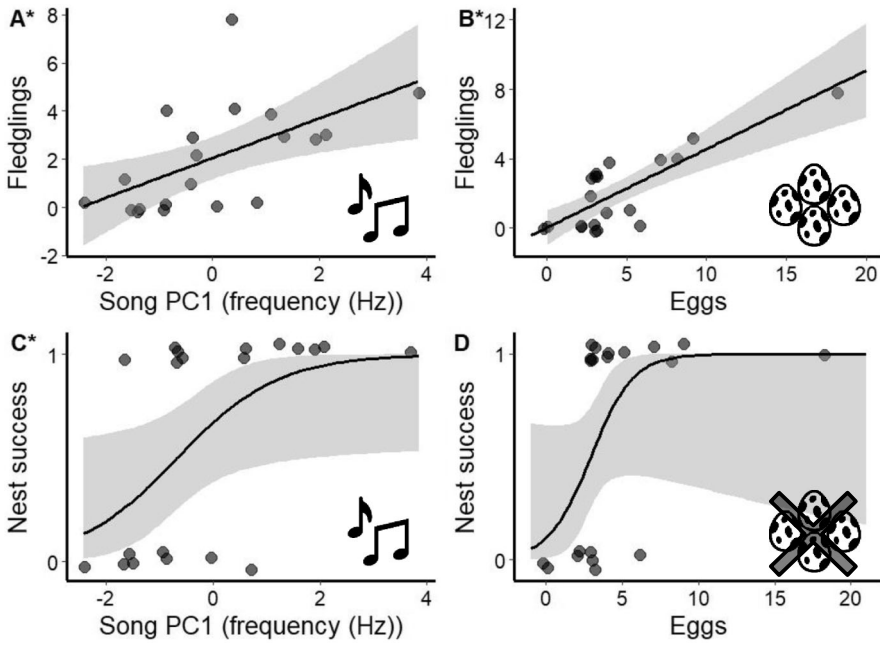 A*
Fledglings
8
6
4
2
0
-2
-2 0 2 4
Song PC1 (frequency (Hz))
B*
Fledglings
12
8
4
0
0 5 10 15 20
Eggs
C*
Nest success
1
0
-2 0 2 4
Song PC1 (frequency (Hz))
D
Nest success
1
0
0 5 10 15 20
Eggs